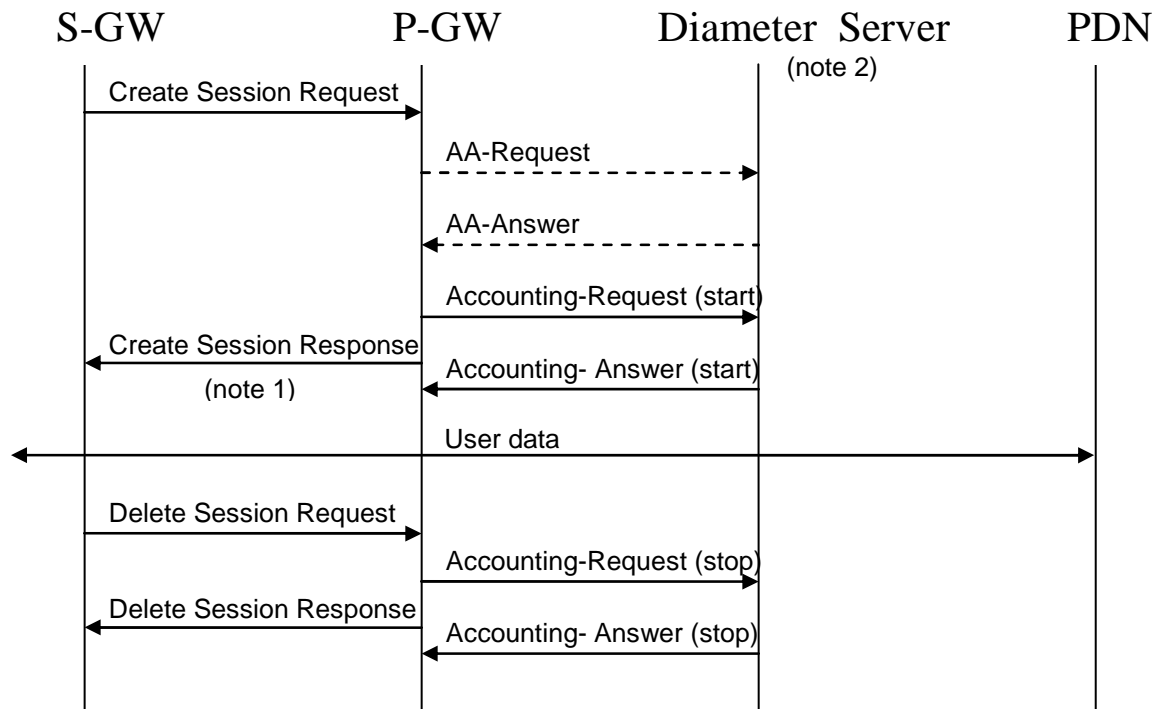 S-GW P-GW Diameter Server PDN
(note 2)
Create Session Request
AA-Request
AA-Answer
Accounting-Request (start)
Create Session Response
Accounting- Answer (start)
(note 1)
User data
Delete Session Request
Accounting-Request (stop)
Delete Session Response
Accounting- Answer (stop)